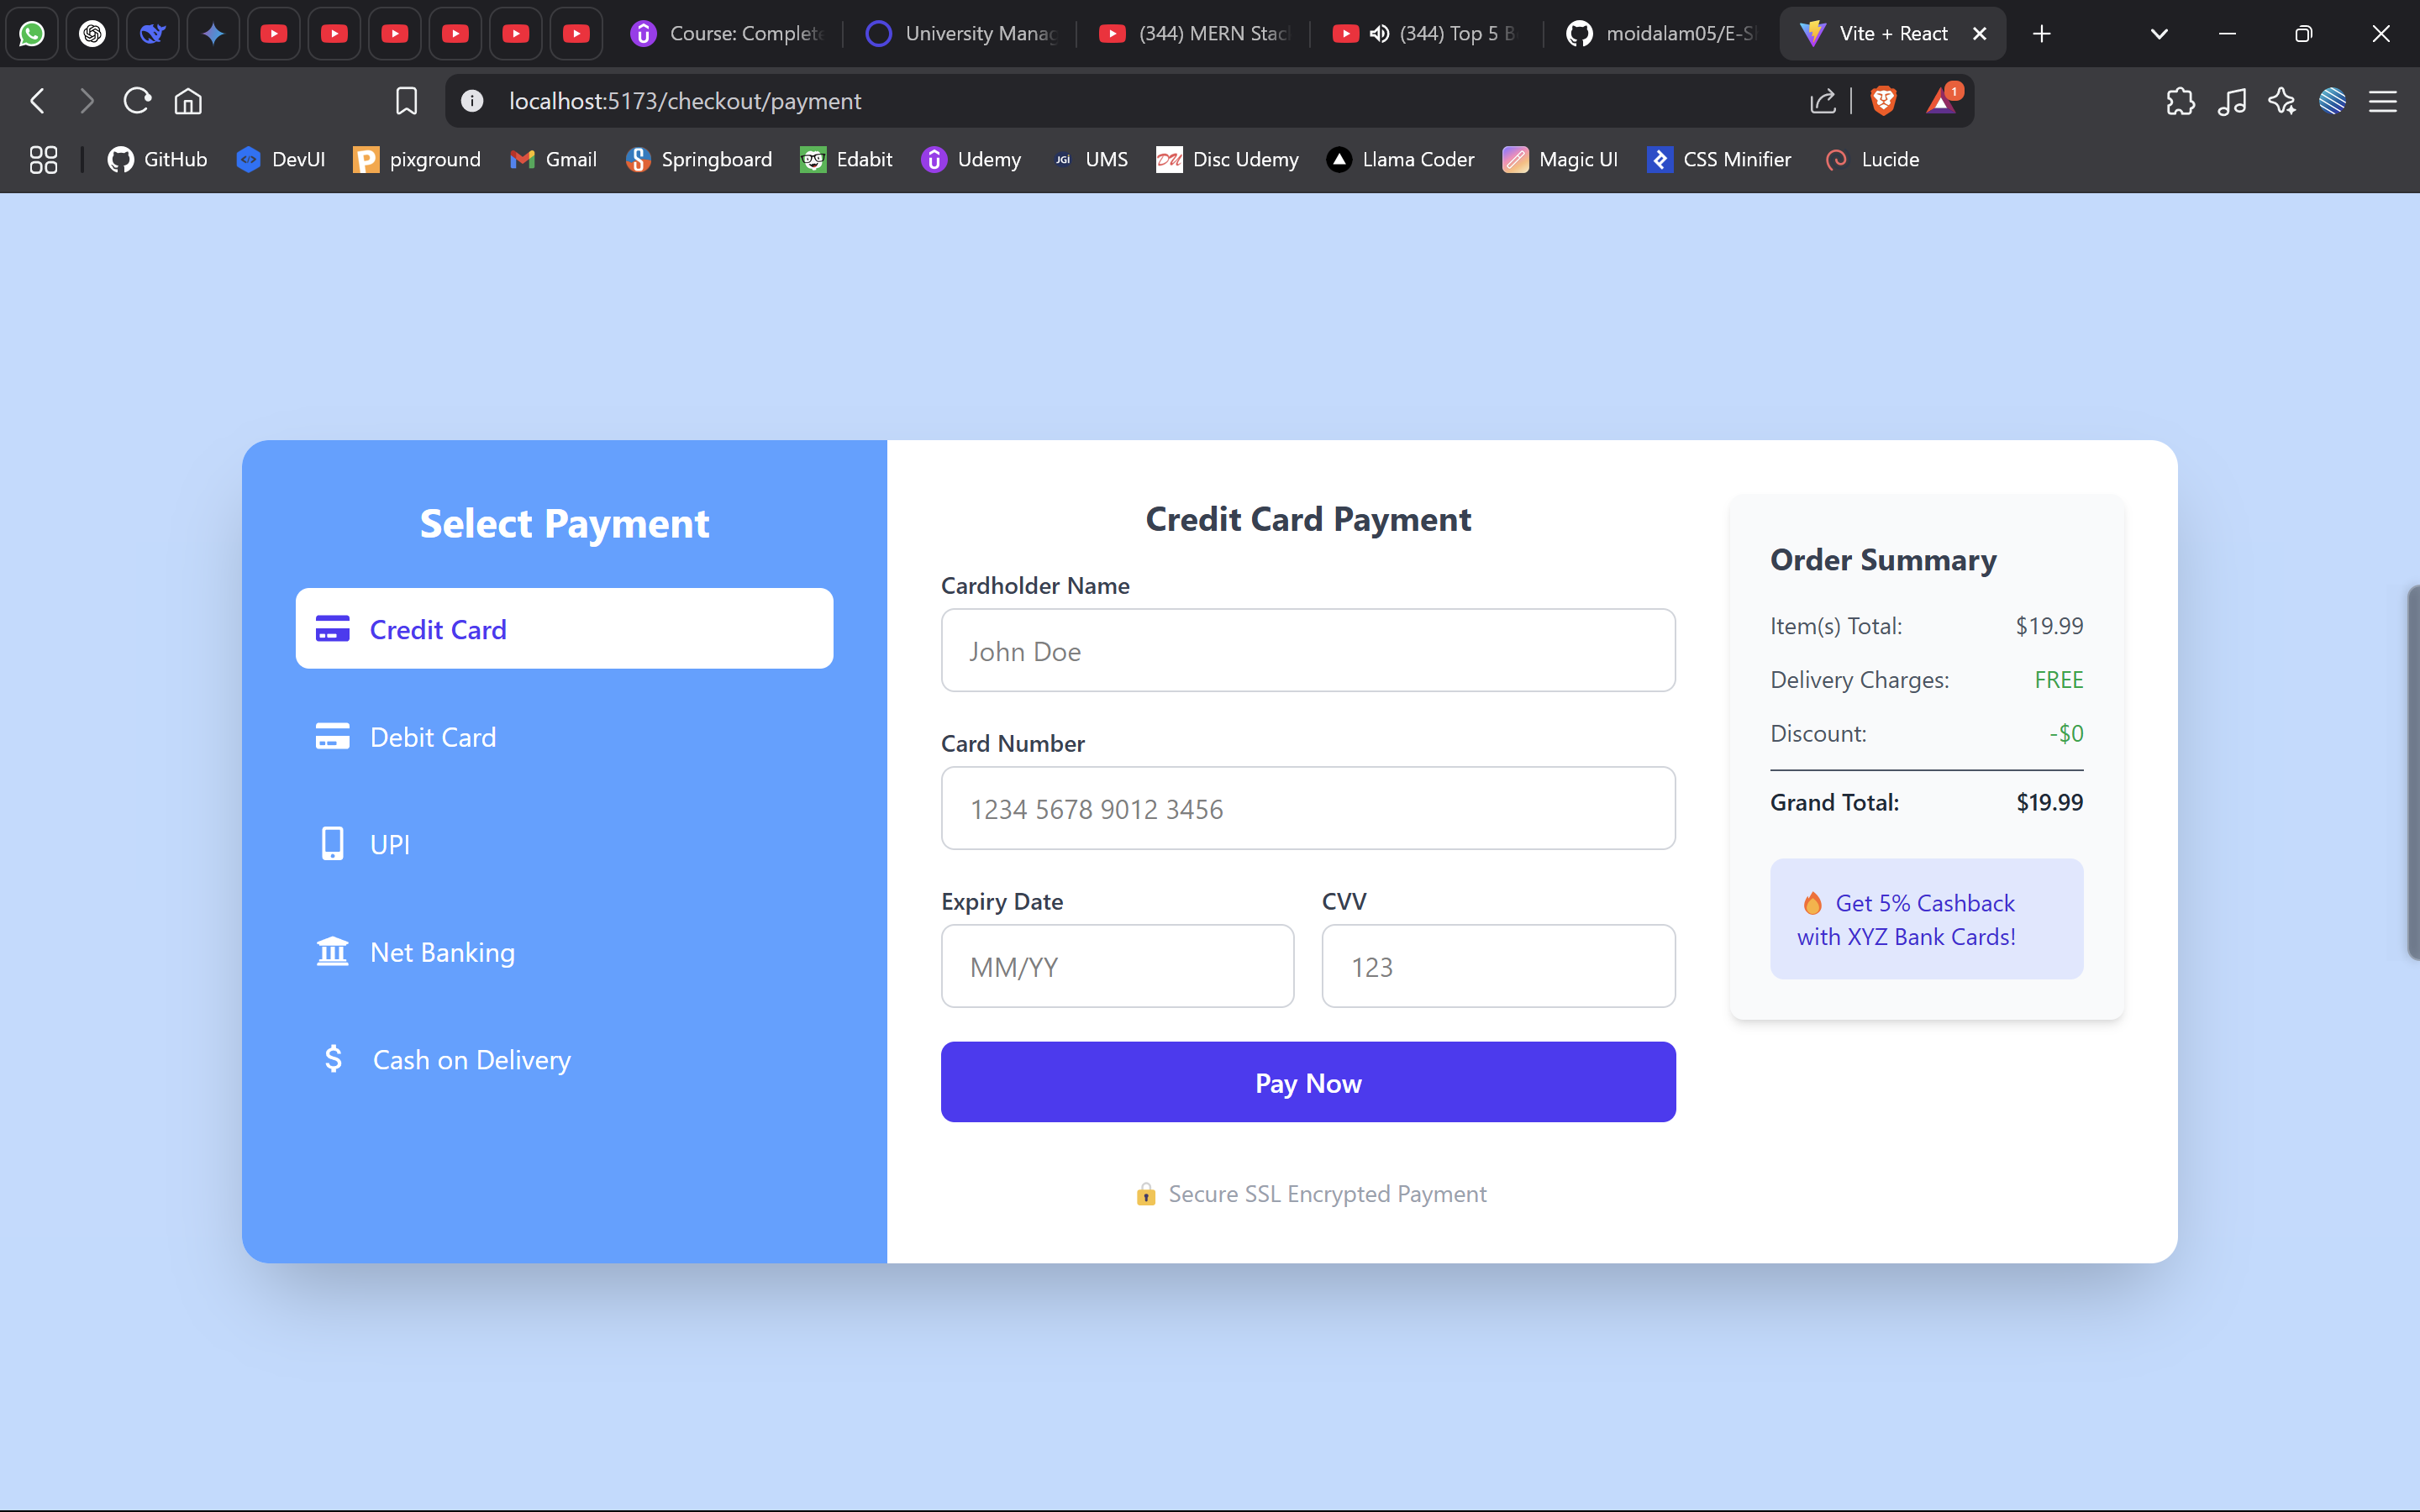 Course: Complete
University Manag
(344) MERN Stac
(344) Top 5 B
moidalam05/E-S
Vite + React
localhost:5173/checkout/payment
1
GitHub
DevUI
pixground
Gmail
Springboard
Edabit
Udemy
JGI UMS
DU Disc Udemy
Llama Coder
Magic UI
CSS Minifier
Lucide
Select Payment
Credit Card
Debit Card
UPI
Net Banking
Cash on Delivery
Credit Card Payment
Cardholder Name
John Doe
Card Number
1234 5678 9012 3456
Expiry Date CVV
MM/YY 123
Pay Now
🔒 Secure SSL Encrypted Payment
Order Summary
Item(s) Total: $19.99
Delivery Charges: FREE
Discount: -$0
Grand Total: $19.99
🔥 Get 5% Cashback
with XYZ Bank Cards!